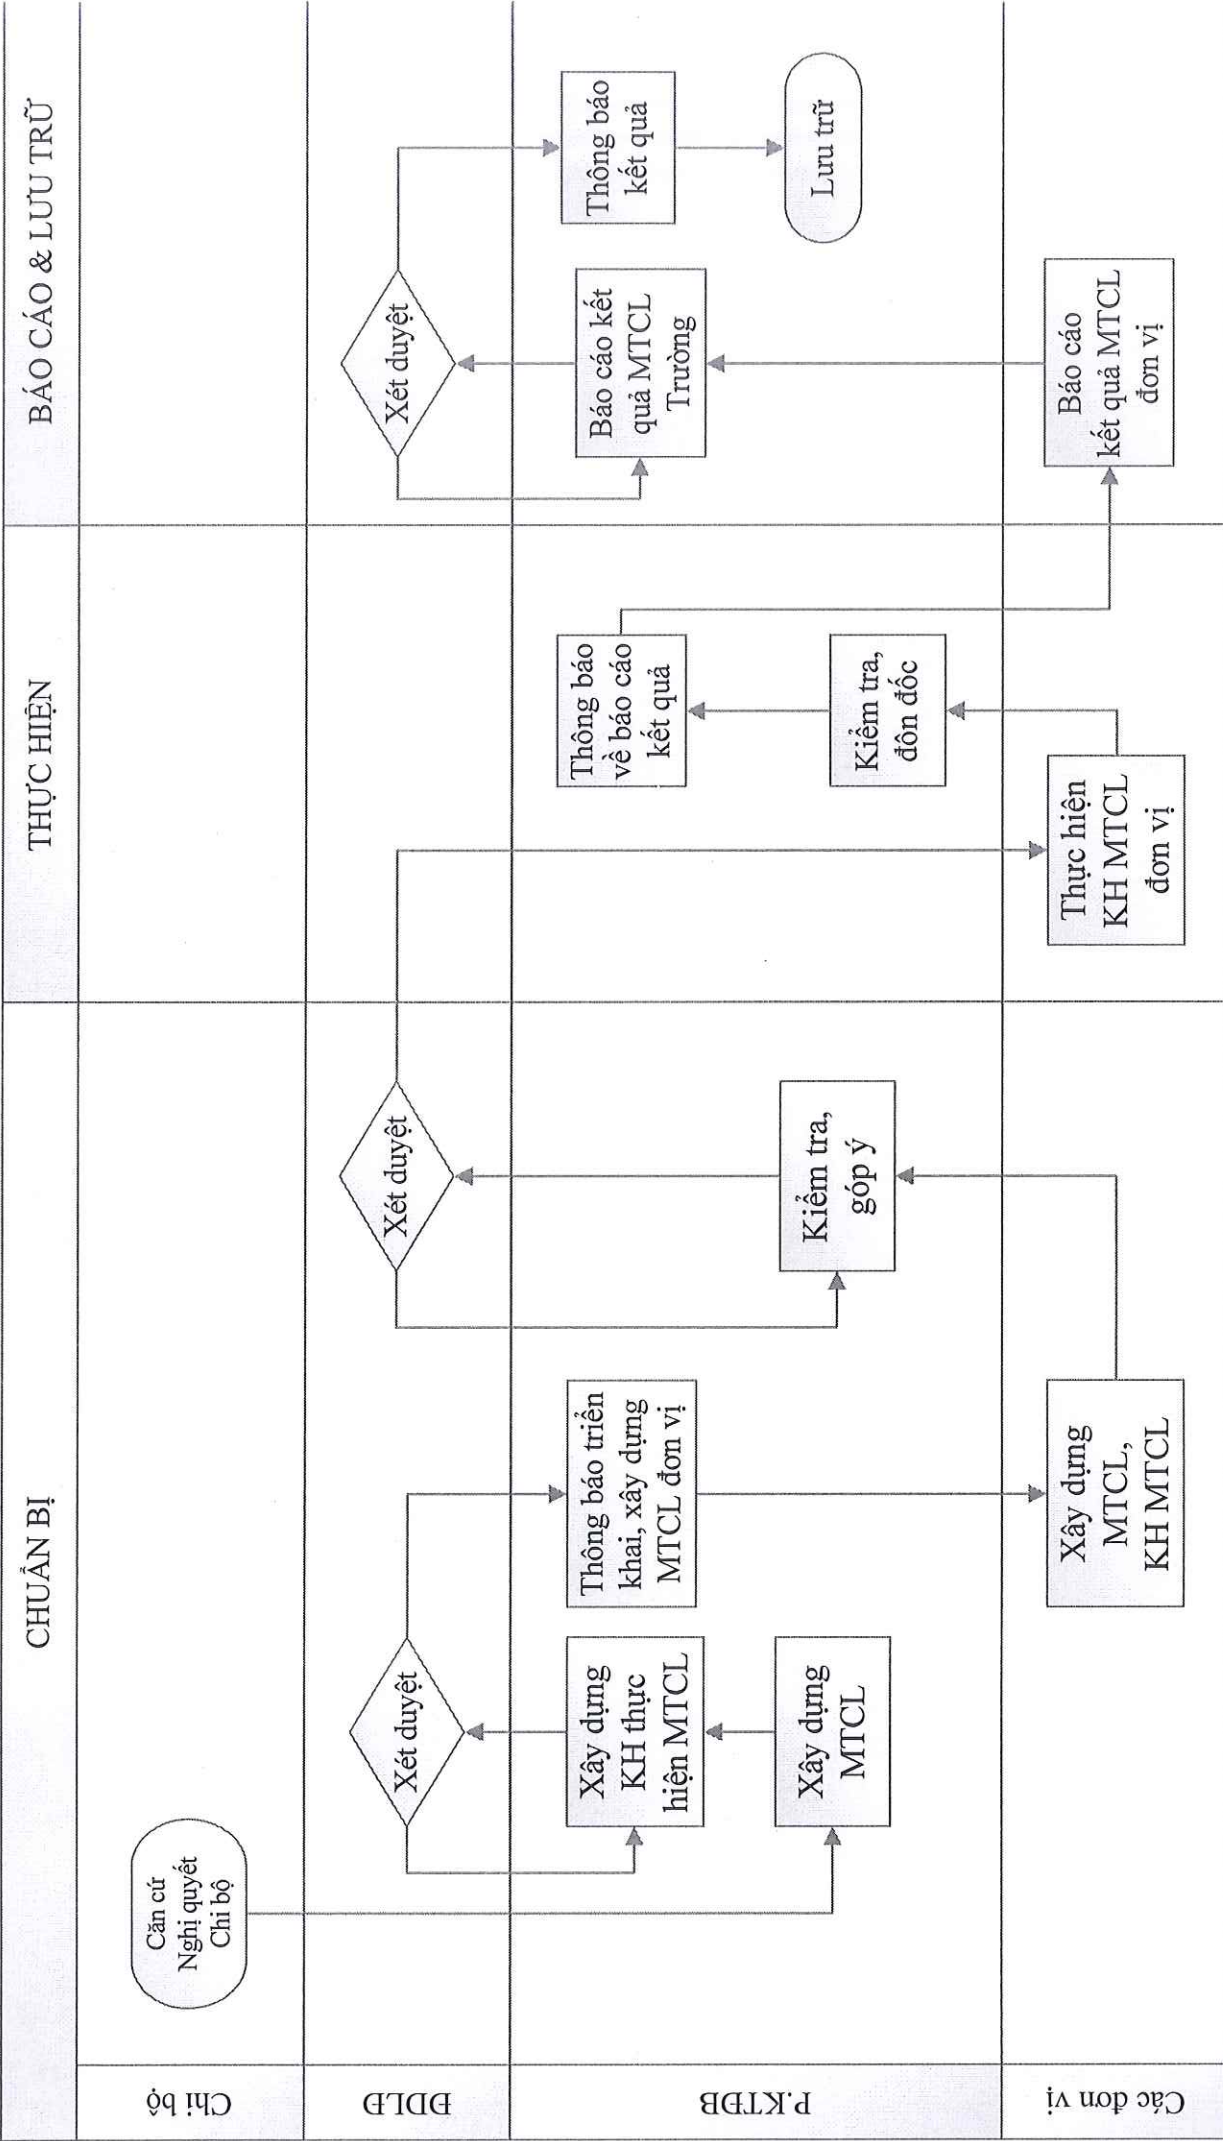 CHUẨN BỊ
THỰC HIỆN
BÁO CÁO & LƯU TRỮ
Chi bộ
Căn cứ
Nghị quyết
Chi bộ
ĐDLĐ
Xét duyệt
Xét duyệt
Xét duyệt
P.KTĐB
Xây dựng
KH thực
hiện MTCL
Xây dựng
MTCL
Thông báo triển
khai, xây dựng
MTCL đơn vị
Kiểm tra,
góp ý
Thông báo
về báo cáo
kết quả
Kiểm tra,
đôn đốc
Báo cáo kết
quả MTCL
Trường
Thông báo
kết quả
Lưu trữ
Các đơn vị
Xây dựng
MTCL,
KH MTCL
Thực hiện
KH MTCL
đơn vị
Báo cáo
kết quả MTCL
đơn vị